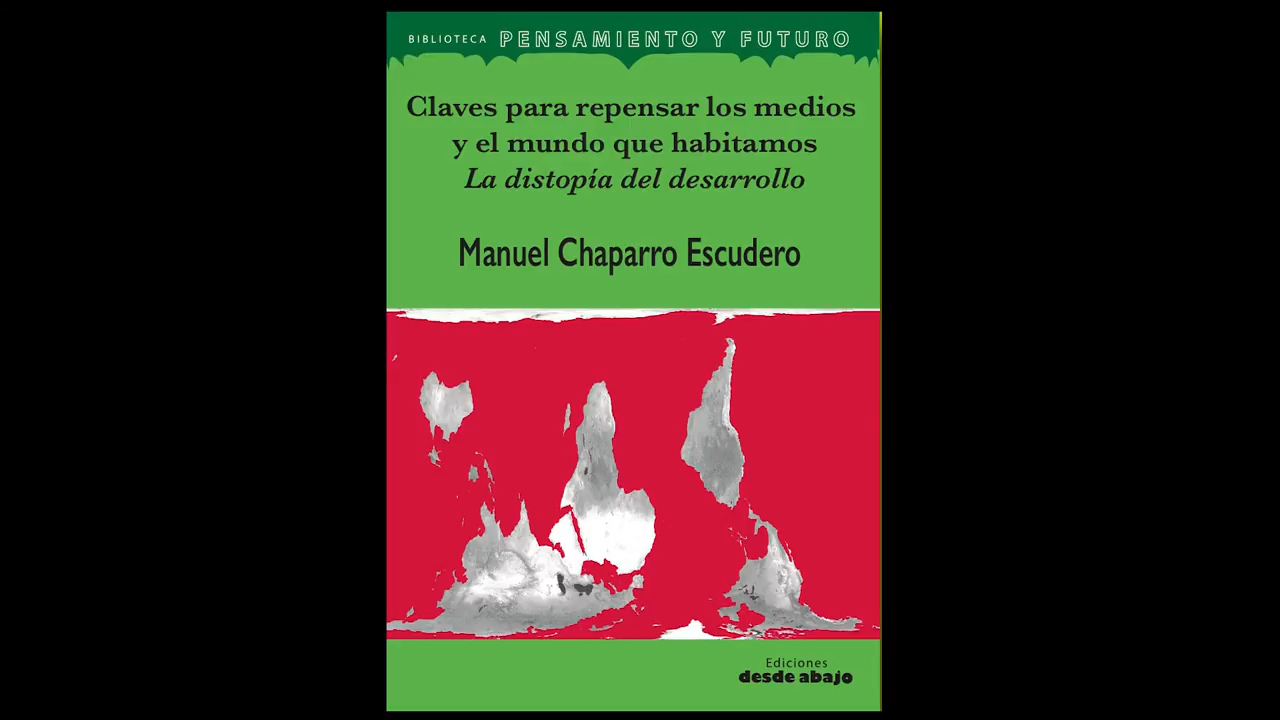 BIBLIOTECA PENSAMIENTO Y FUTURO
Claves para repensar los medios
y el mundo que habitamos
La distopía del desarrollo
Manuel Chaparro Escudero
Ediciones
desde abajo